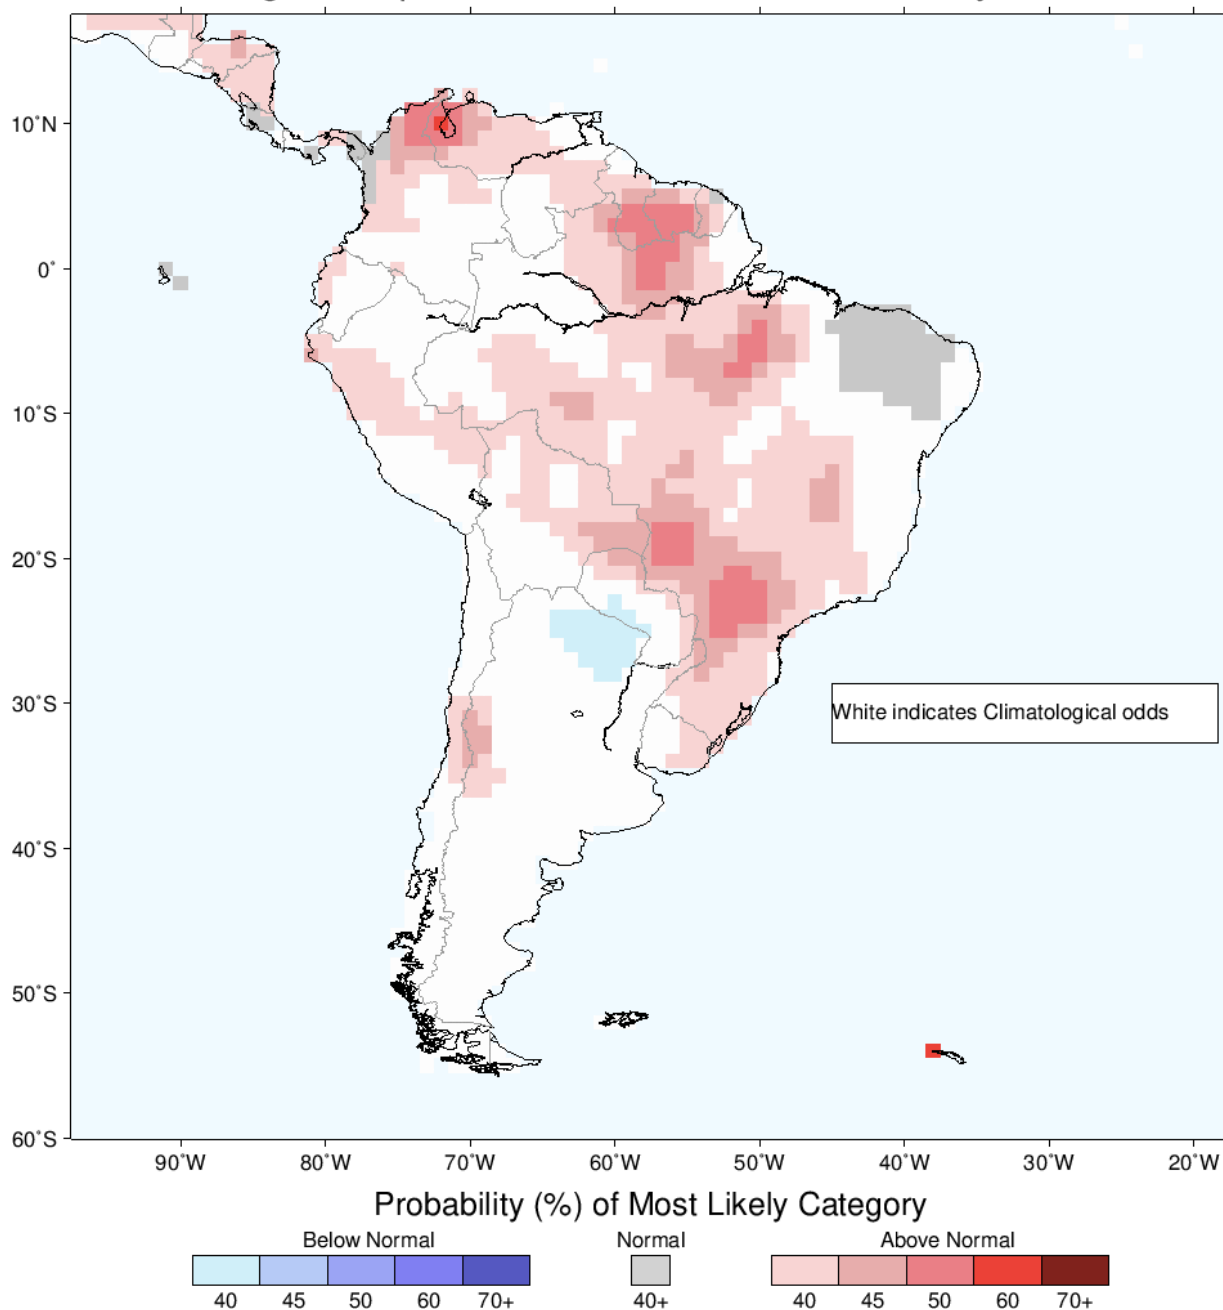 10˚N
0˚
10˚S
20˚S
30˚S
40˚S
50˚S
60˚S
White indicates Climatological odds
90˚W 80˚W 70˚W 60˚W 50˚W 40˚W 30˚W 20˚W
Probability (%) of Most Likely Category
Below Normal Normal Above Normal
40 45 50 60 70+ 40+ 40 45 50 60 70+